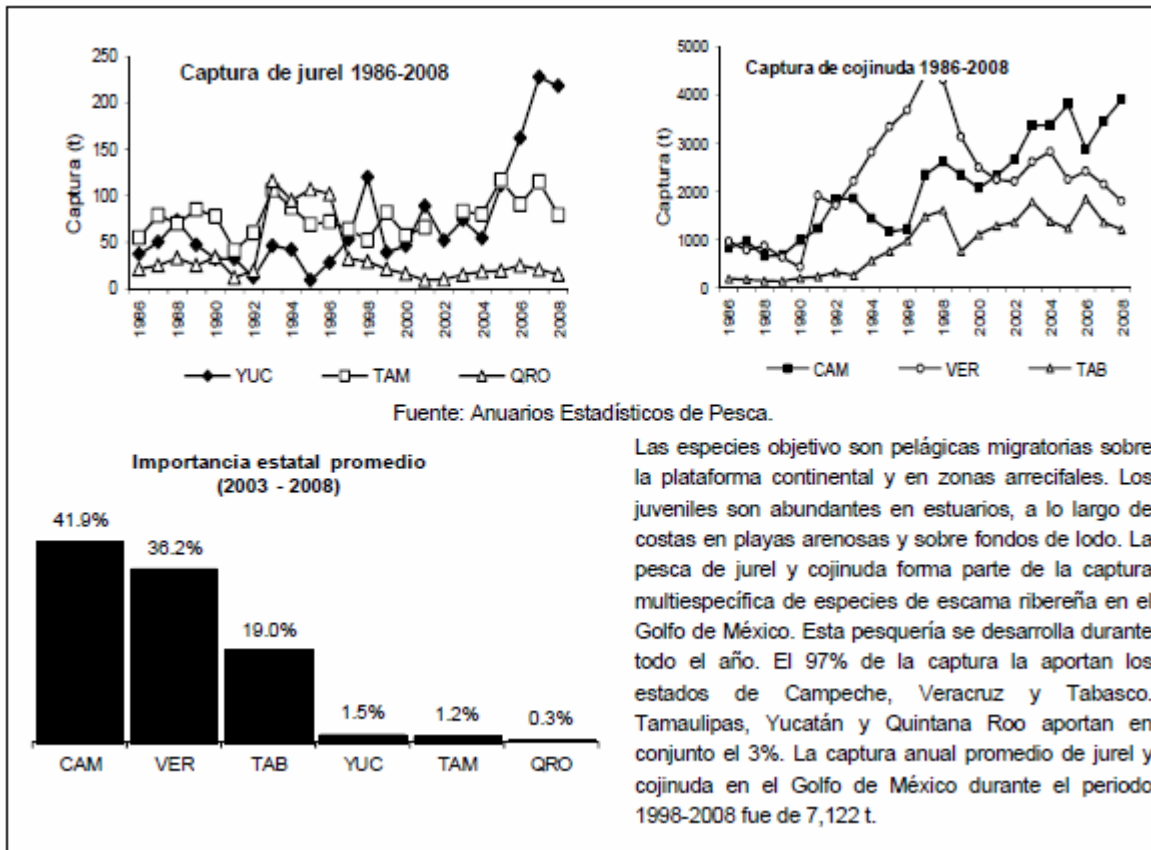 Captura de jurel 1986-2008
Captura (t)
250
200
150
100
50
0
1986
1988
1990
1992
1994
1996
1998
2000
2002
2004
2006
2008
YUC TAM QRO
Captura de cojinuda 1986-2008
Captura (t)
5000
4000
3000
2000
1000
0
1986
1988
1990
1992
1994
1996
1998
2000
2002
2004
2006
2008
CAM VER TAB
Fuente: Anuarios Estadísticos de Pesca.
Importancia estatal promedio
(2003 - 2008)
41.9%
36.2%
19.0%
1.5%
1.2%
0.3%
CAM VER TAB YUC TAM QRO
Las especies objetivo son pelágicas migratorias sobre
la plataforma continental y en zonas arrecifales. Los
juveniles son abundantes en estuarios, a lo largo de
costas en playas arenosas y sobre fondos de lodo. La
pesca de jurel y cojinuda forma parte de la captura
multiespecífica de especies de escama ribereña en el
Golfo de México. Esta pesquería se desarrolla durante
todo el año. El 97% de la captura la aportan los
estados de Campeche, Veracruz y Tabasco.
Tamaulipas, Yucatán y Quintana Roo aportan en
conjunto el 3%. La captura anual promedio de jurel y
cojinuda en el Golfo de México durante el periodo
1998-2008 fue de 7,122 t.